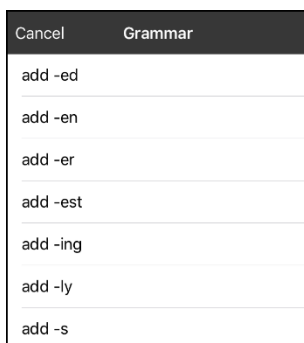 Cancel Grammar
add -ed
add -en
add -er
add -est
add -ing
add -ly
add -s